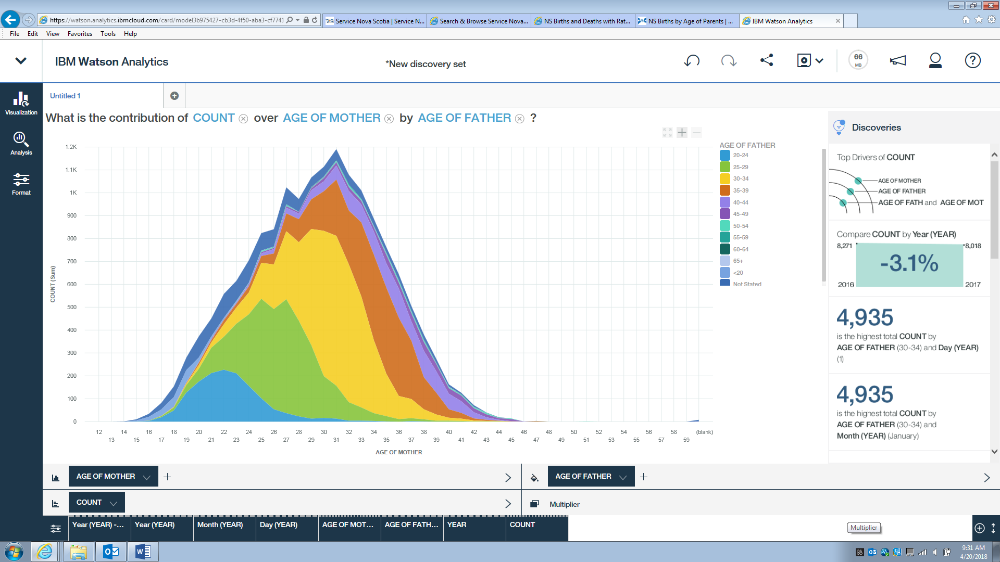 https://watson.analytics.ibmcloud.com/card/model3b975427-cb3d-4f50-aba3-cf7741
Service Nova Scotia | Service N...
Search & Browse Service Nova...
NS Births and Deaths with Rat...
NS Births by Age of Parents | ...
IBM Watson Analytics
File Edit View Favorites Tools Help
IBM Watson Analytics
*New discovery set
66
MB
?
Untitled 1
Visualization
Analysis
Format
What is the contribution of COUNT over AGE OF MOTHER by AGE OF FATHER ?
COUNT (Sum)
1.2K
1.1K
1K
900
800
700
600
500
400
300
200
100
0
12 14 16 18 20 22 24 26 28 30 32 34 36 38 40 42 44 46 48 50 52 54 56 58 (blank)
13 15 17 19 21 23 25 27 29 31 33 35 37 39 41 43 45 47 49 51 53 55 57 59
AGE OF MOTHER
AGE OF FATHER
20-24
25-29
30-34
35-39
40-44
45-49
50-54
55-59
60-64
65+
<20
Not Stated
Discoveries
Top Drivers of COUNT
AGE OF MOTHER
AGE OF FATHER
AGE OF FATH and AGE OF MOT
Compare COUNT by Year (YEAR)
8,271
8,018
-3.1%
2016
2017
4,935
is the highest total COUNT by
AGE OF FATHER (30-34) and Day (YEAR)
(1)
4,935
is the highest total COUNT by
AGE OF FATHER (30-34) and
Month (YEAR) (January)
AGE OF MOTHER
AGE OF FATHER
COUNT
Multiplier
Year (YEAR) -...
Year (YEAR)
Month (YEAR)
Day (YEAR)
AGE OF MOT...
AGE OF FATH...
YEAR
COUNT
Multiplier
9:31 AM
4/20/2018